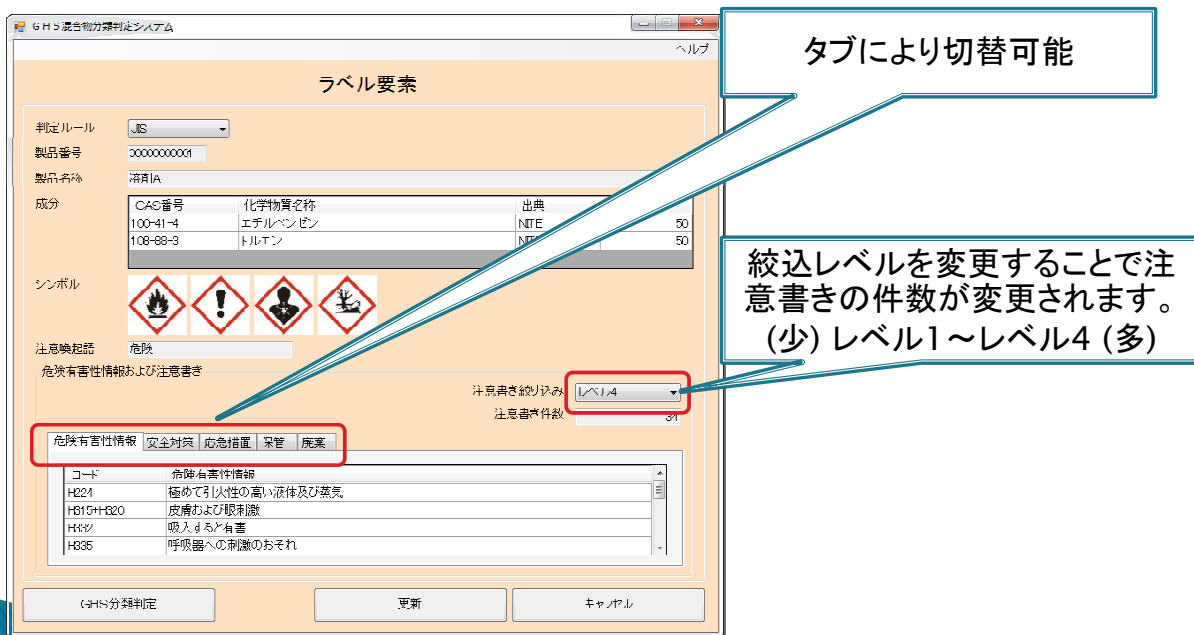 GHS混合物分類判定システム
ヘルプ
ラベル要素
タブにより切替可能
判定ルール JIS
製品番号 00000000001
製品名称 溶剤A
成分 CAS番号 化学物質名称 出典
100-41-4 エチルベンゼン NITE 50
108-88-3 トルエン NITE 50
シンボル
注意喚起語 危険
危険有害性情報および注意書き
絞込レベルを変更することで注
意書きの件数が変更されます。
(少) レベル1～レベル4 (多)
注意書き絞り込み レベル4
注意書き件数 34
危険有害性情報 安全対策 応急措置 保管 廃棄
コード 危険有害性情報
H224 極めて引火性の高い液体及び蒸気
H315+H320 皮膚および眼刺激
H332 吸入すると有害
H335 呼吸器への刺激のおそれ
GHS分類判定 更新 キャンセル